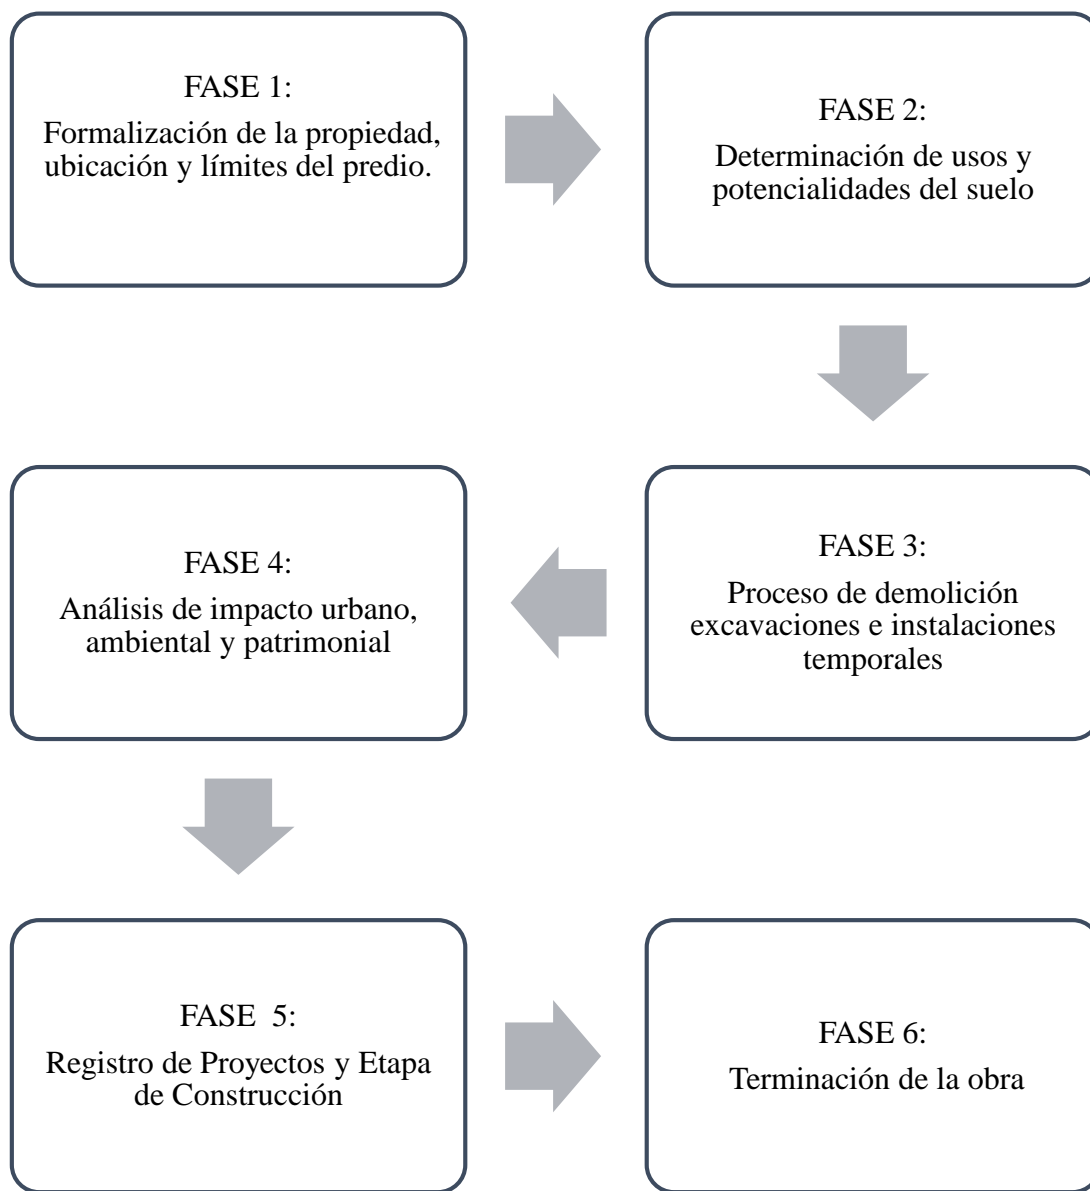 FASE 1:
Formalización de la propiedad,
ubicación y límites del predio.
FASE 2:
Determinación de usos y
potencialidades del suelo
FASE 3:
Proceso de demolición
excavaciones e instalaciones
temporales
FASE 4:
Análisis de impacto urbano,
ambiental y patrimonial
FASE 5:
Registro de Proyectos y Etapa
de Construcción
FASE 6:
Terminación de la obra